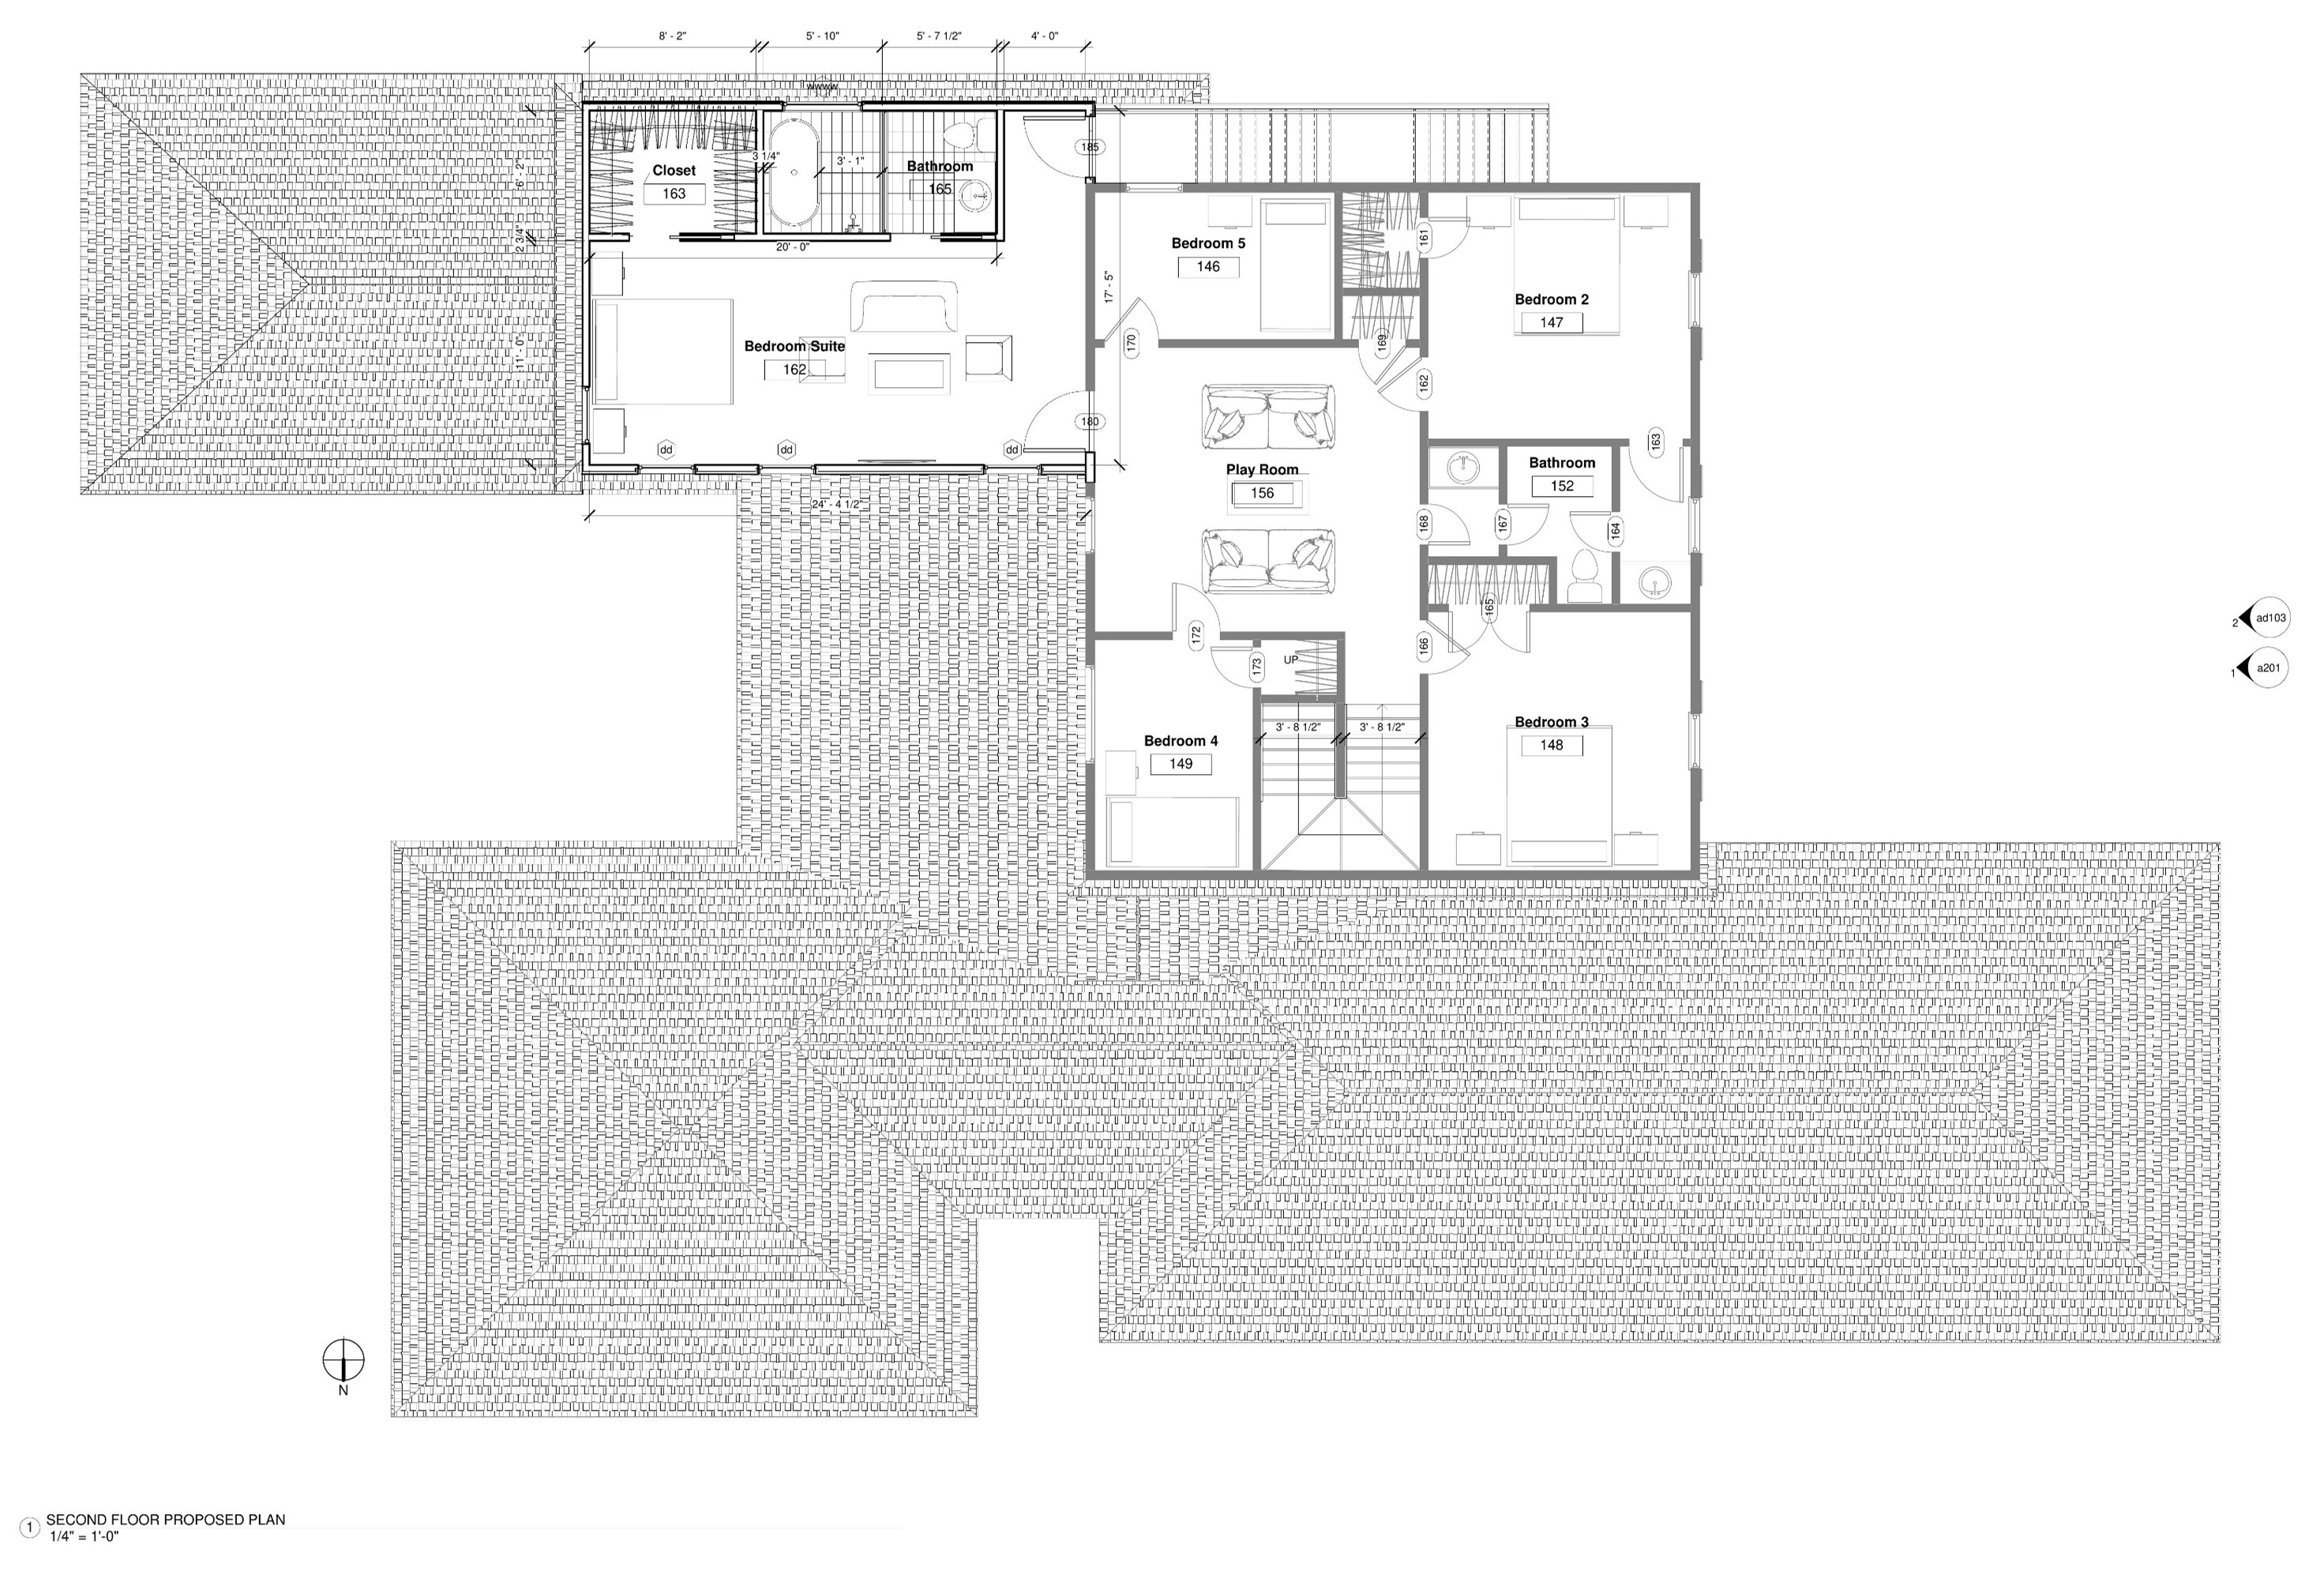 8' - 2"
5' - 10"
5' - 7 1/2"
4' - 0"
wwww
Closet
163
3 1/4"
3' - 1"
Bathroom
165
185
6' - 2"
2 3/4"
20' - 0"
11' - 0"
17' - 5"
Bedroom Suite
162
180
dd
dd
dd
24' - 4 1/2"
Bedroom 5
146
170
161
Bedroom 2
147
169
162
163
Play Room
156
Bathroom
152
168
167
164
165
172
173
UP
166
3' - 8 1/2"
3' - 8 1/2"
Bedroom 4
149
Bedroom 3
148
2
ad103
1
a201
N
1
SECOND FLOOR PROPOSED PLAN
1/4" = 1'-0"